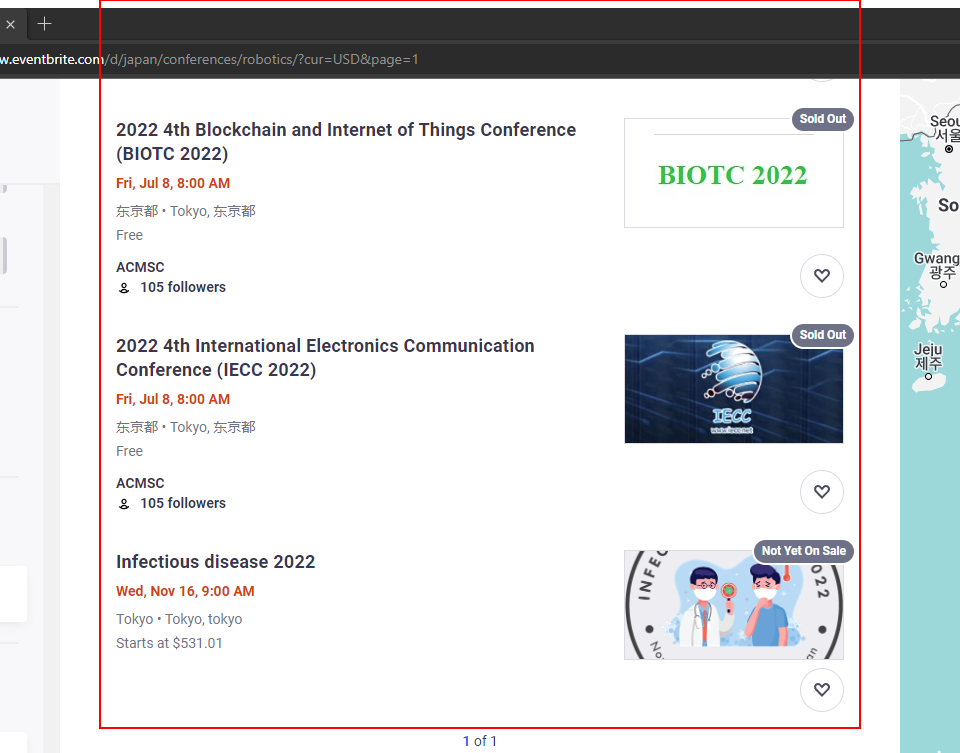 w.eventbrite.com/d/japan/conferences/robotics/?cur=USD&page=1
2022 4th Blockchain and Internet of Things Conference
(BIOTC 2022)
Fri, Jul 8, 8:00 AM
东京都 • Tokyo, 东京都
Free
ACMSC
105 followers
Sold Out
BIOTC 2022
2022 4th International Electronics Communication
Conference (IECC 2022)
Fri, Jul 8, 8:00 AM
东京都 • Tokyo, 东京都
Free
ACMSC
105 followers
Sold Out
IECC
www.iecc.net
Infectious disease 2022
Wed, Nov 16, 9:00 AM
Tokyo • Tokyo, tokyo
Starts at $531.01
Not Yet On Sale
INFEC
2022
No
an
1 of 1
Seou
서울
So
Gwang
광주
Jeju
제주